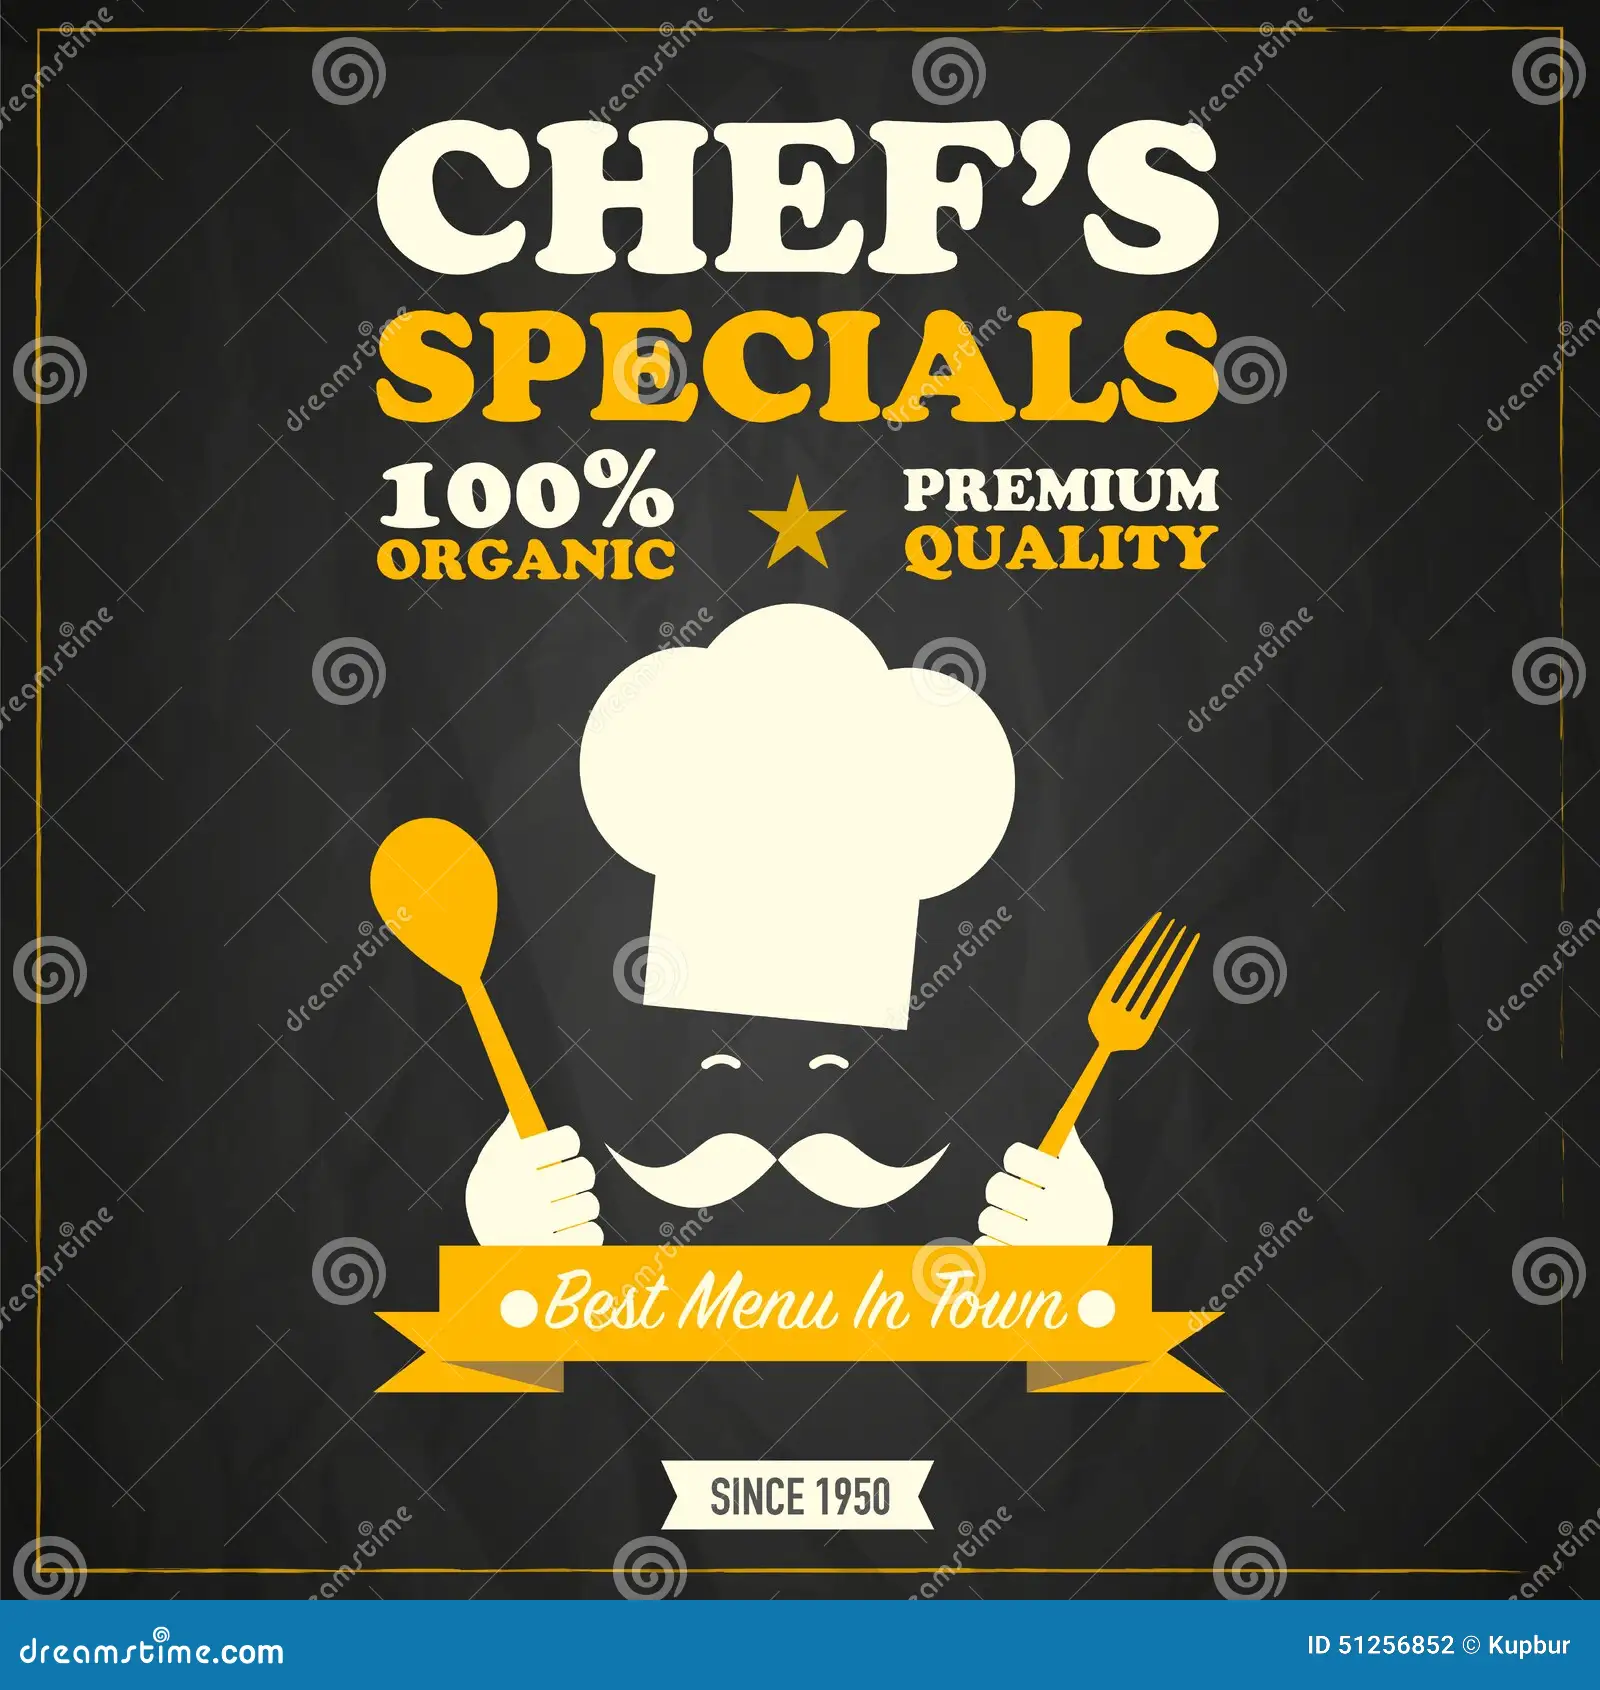 CHEF'S
SPECIALS
100%
ORGANIC
PREMIUM
QUALITY
Best Menu In Town
SINCE 1950
dreamstime.com
ID 51256852 © Kupbur